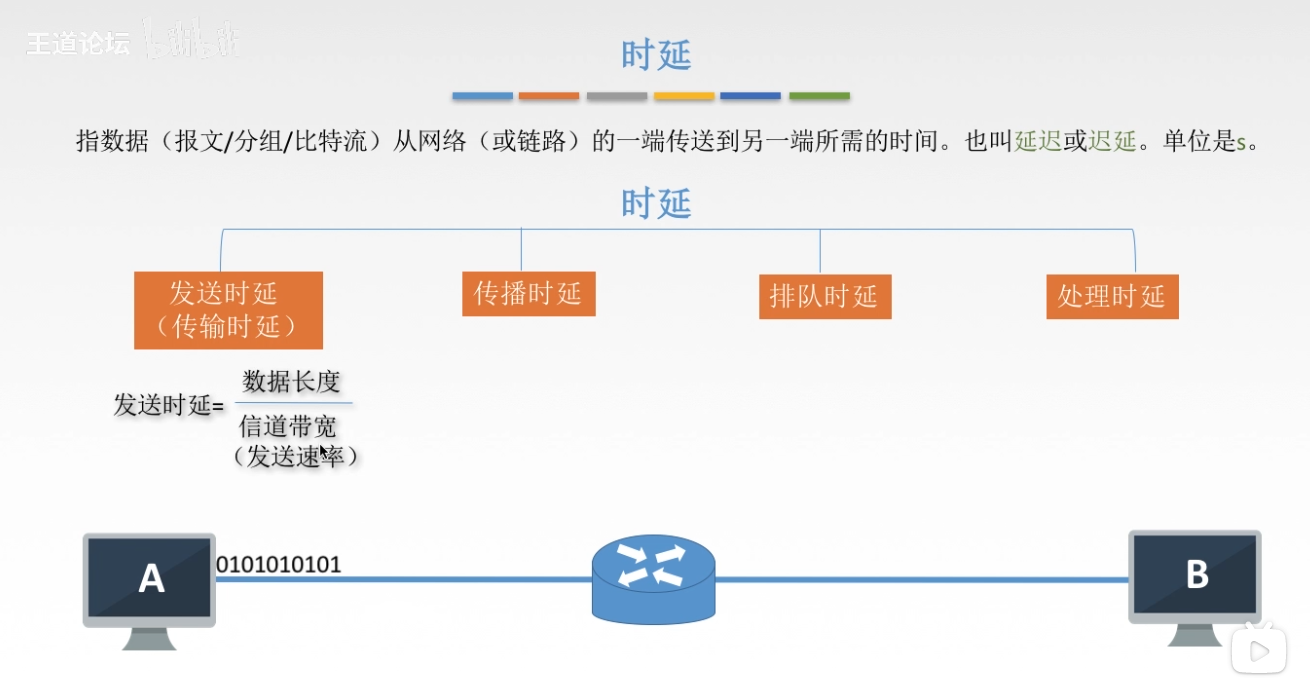 王道论坛 bilibili
时延
指数据（报文/分组/比特流）从网络（或链路）的一端传送到另一端所需的时间。也叫延迟或迟延。单位是s。
时延
发送时延
（传输时延）
传播时延
排队时延
处理时延
数据长度
发送时延=
信道带宽
（发送速率）
0101010101
A
B